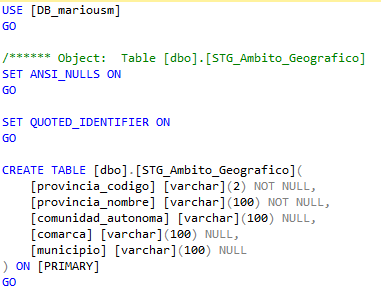 USE [DB_mariousm]
GO
/****** Object:  Table [dbo].[STG_Ambito_Geografico]
SET ANSI_NULLS ON
GO
SET QUOTED_IDENTIFIER ON
GO
CREATE TABLE [dbo].[STG_Ambito_Geografico](
    [provincia_codigo] [varchar](2) NOT NULL,
    [provincia_nombre] [varchar](100) NOT NULL,
    [comunidad_autonoma] [varchar](100) NULL,
    [comarca] [varchar](100) NULL,
    [municipio] [varchar](100) NULL
) ON [PRIMARY]
GO